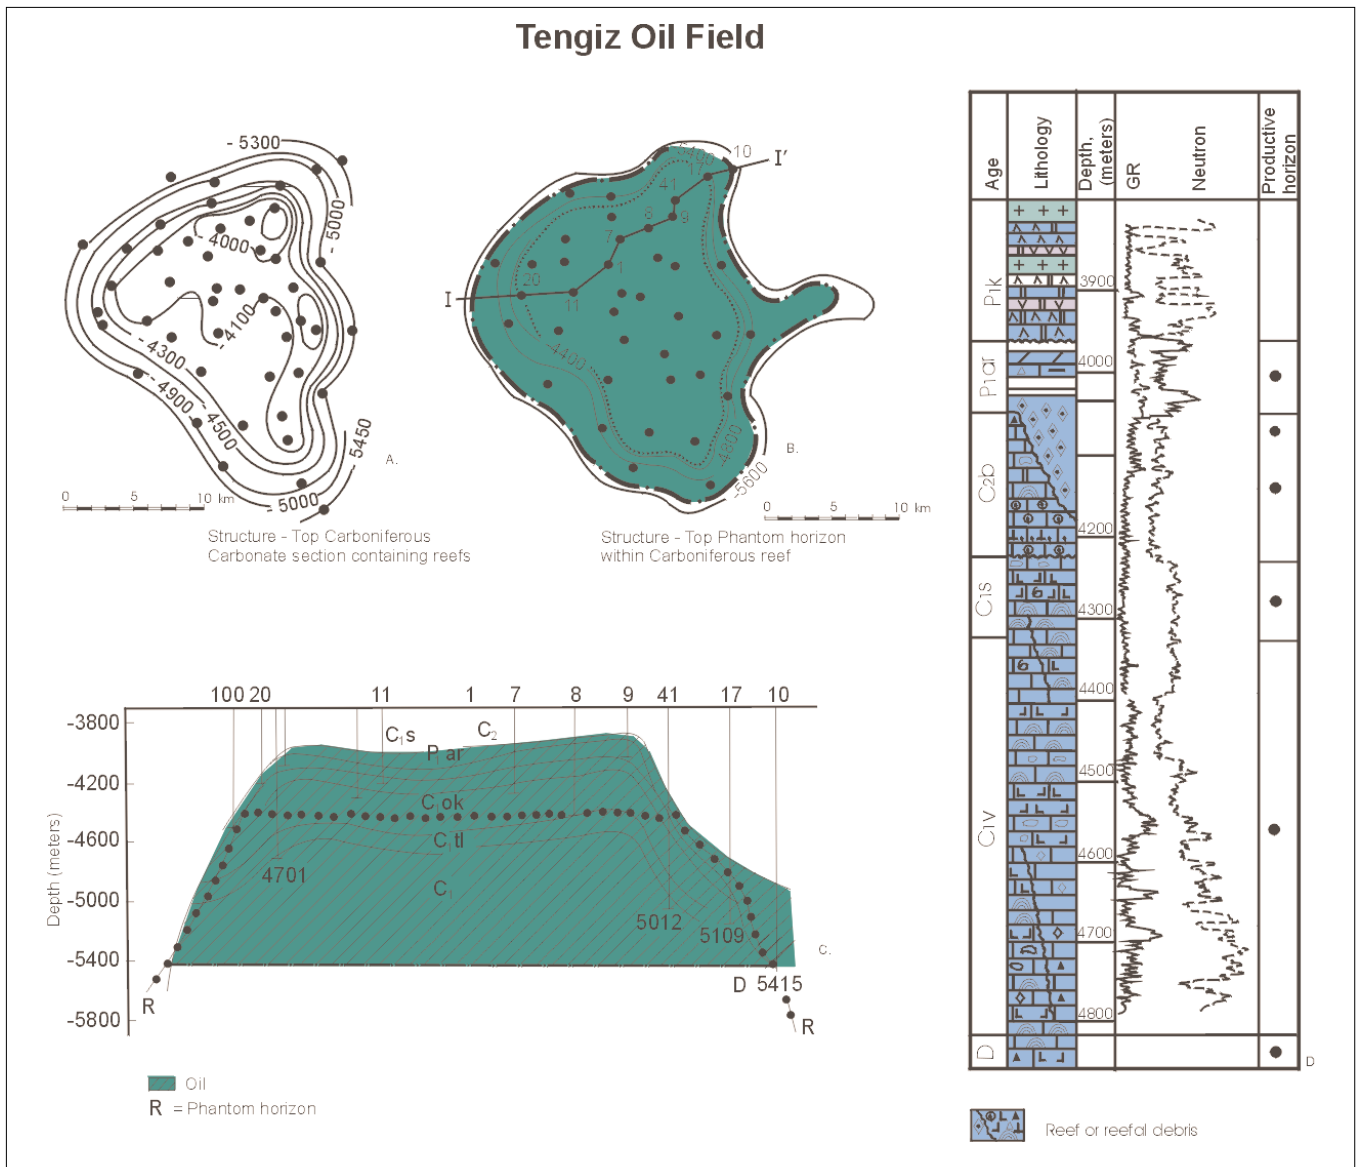 Tengiz Oil Field
- 5300
- 5000
- 4000
- 4100
- 4300
- 4900
- 4500
- 5000
5450
A.
0 5 10 km
Structure - Top Carboniferous
Carbonate section containing reefs
10
I'
17
41
8
9
7
1
20
11
I
-4400
-4800
-5600
B.
0 5 10 km
Structure - Top Phantom horizon
within Carboniferous reef
100 20 11 1 7 8 9 41 17 10
Depth (meters)
-3800
-4200
-4600
-5000
-5400
-5800
C1s
C2
P ar
C ok
C tl
C1
4701
5012
5109
D 5415
R
R
C.
Oil
R = Phantom horizon
Age
Lithology
Depth, (meters)
GR
Neutron
Productive horizon
P1k
P1ar
C2b
C1s
C1v
D
3900
4000
4200
4300
4400
4500
4600
4700
4800
D
Reef or reefal debris